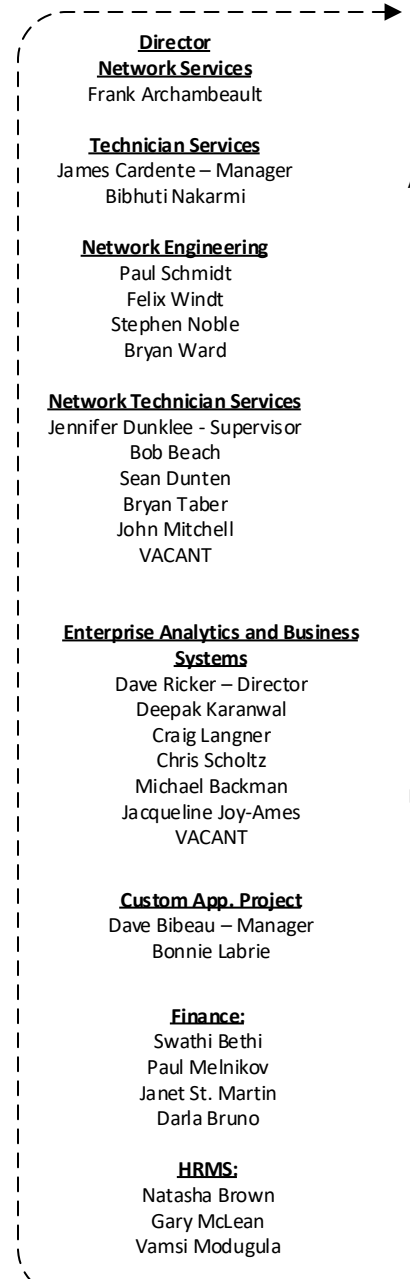 Director
Network Services
Frank Archambeault
Technician Services
James Cardente – Manager
Bibhuti Nakarmi
Network Engineering
Paul Schmidt
Felix Windt
Stephen Noble
Bryan Ward
Network Technician Services
Jennifer Dunklee - Supervisor
Bob Beach
Sean Dunten
Bryan Taber
John Mitchell
VACANT
Enterprise Analytics and Business
Systems
Dave Ricker – Director
Deepak Karanwal
Craig Langner
Chris Scholtz
Michael Backman
Jacqueline Joy-Ames
VACANT
Custom App. Project
Dave Bibeau – Manager
Bonnie Labrie
Finance:
Swathi Bethi
Paul Melnikov
Janet St. Martin
Darla Bruno
HRMS:
Natasha Brown
Gary McLean
Vamsi Modugula